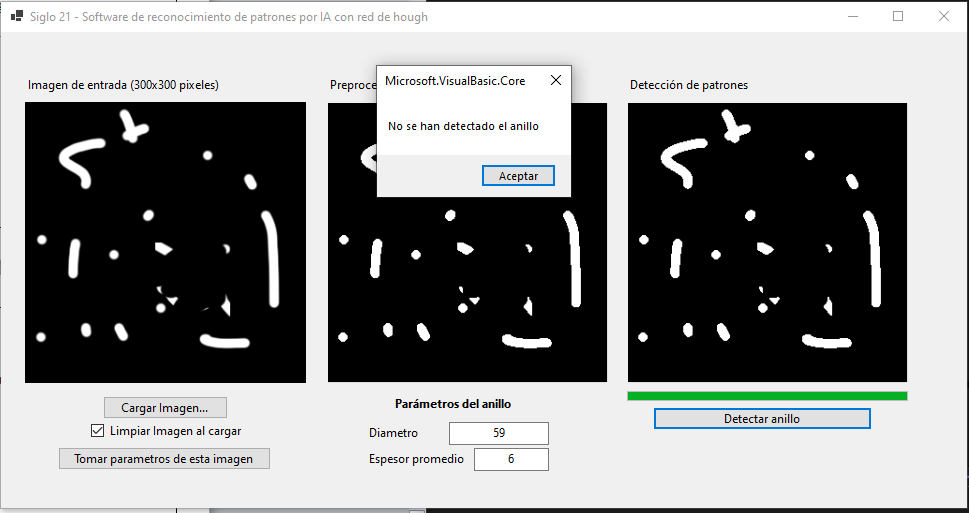 Siglo 21 - Software de reconocimiento de patrones por IA con red de hough
Imagen de entrada (300x300 pixeles)
Preproce
Detección de patrones
Microsoft.VisualBasic.Core
No se han detectado el anillo
Aceptar
Cargar Imagen...
Limpiar Imagen al cargar
Tomar parametros de esta imagen
Parámetros del anillo
Diametro 59
Espesor promedio 6
Detectar anillo